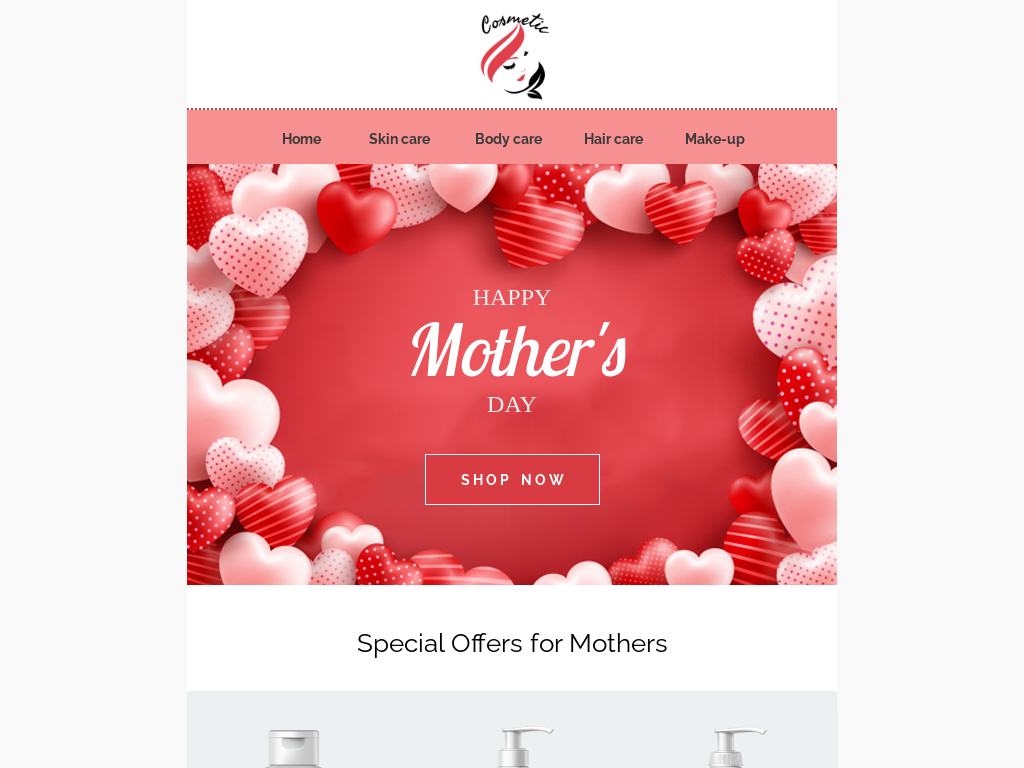 Cosmetic
Home Skin care Body care Hair care Make-up
HAPPY
Mother's
DAY
SHOP NOW
Special Offers for Mothers